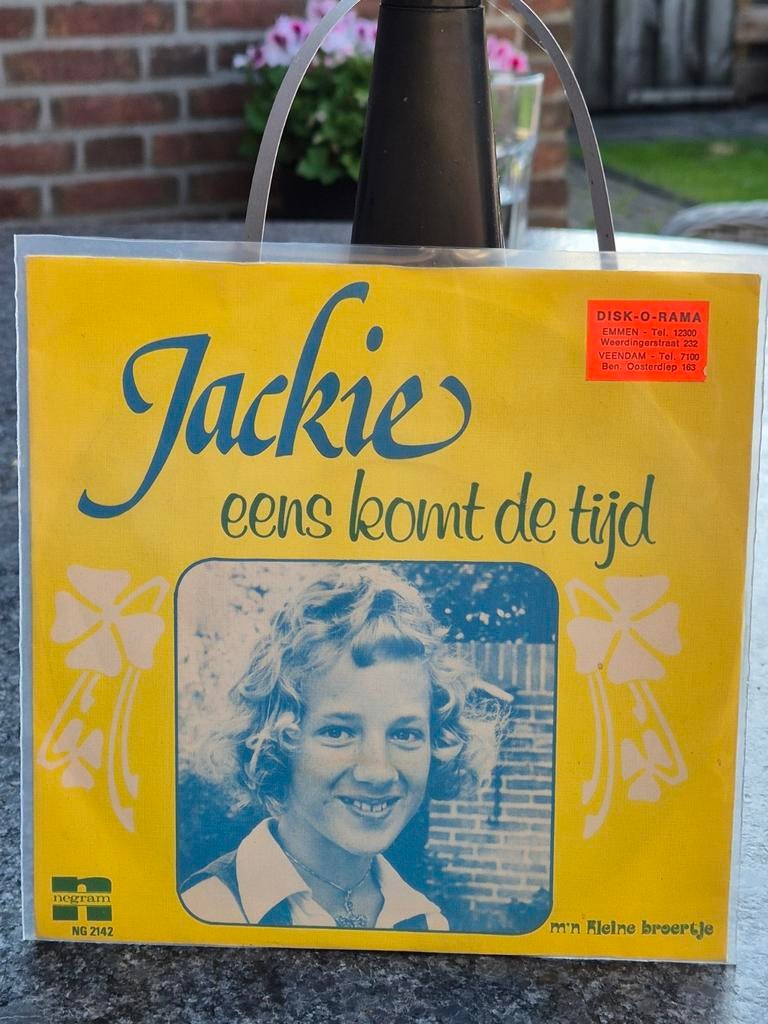 Jackie
eens komt de tijd
DISK-O-RAMA
EMMEN - Tel. 12300
Weerdingerstraat 232
VEENDAM - Tel. 7100
Ben. Oosterdiep 163
n
negram
NG 2142
m'n kleine broertje